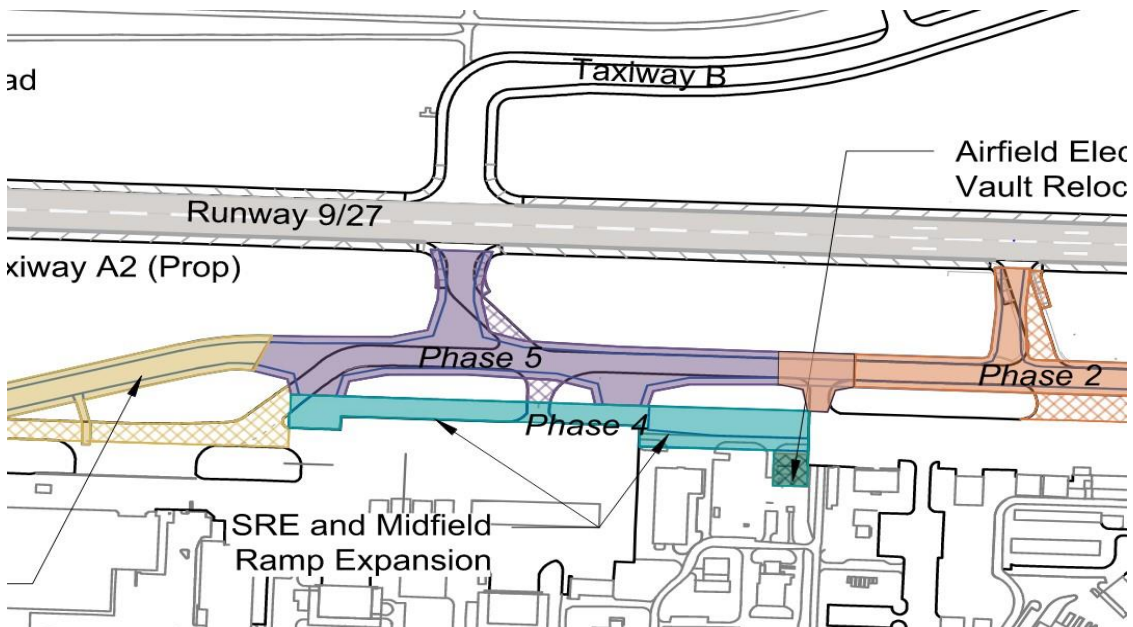 Taxiway B
ad
Airfield Elec
Vault Reloc
Runway 9/27
xiway A2 (Prop)
Phase 5
Phase 2
Phase 4
SRE and Midfield
Ramp Expansion